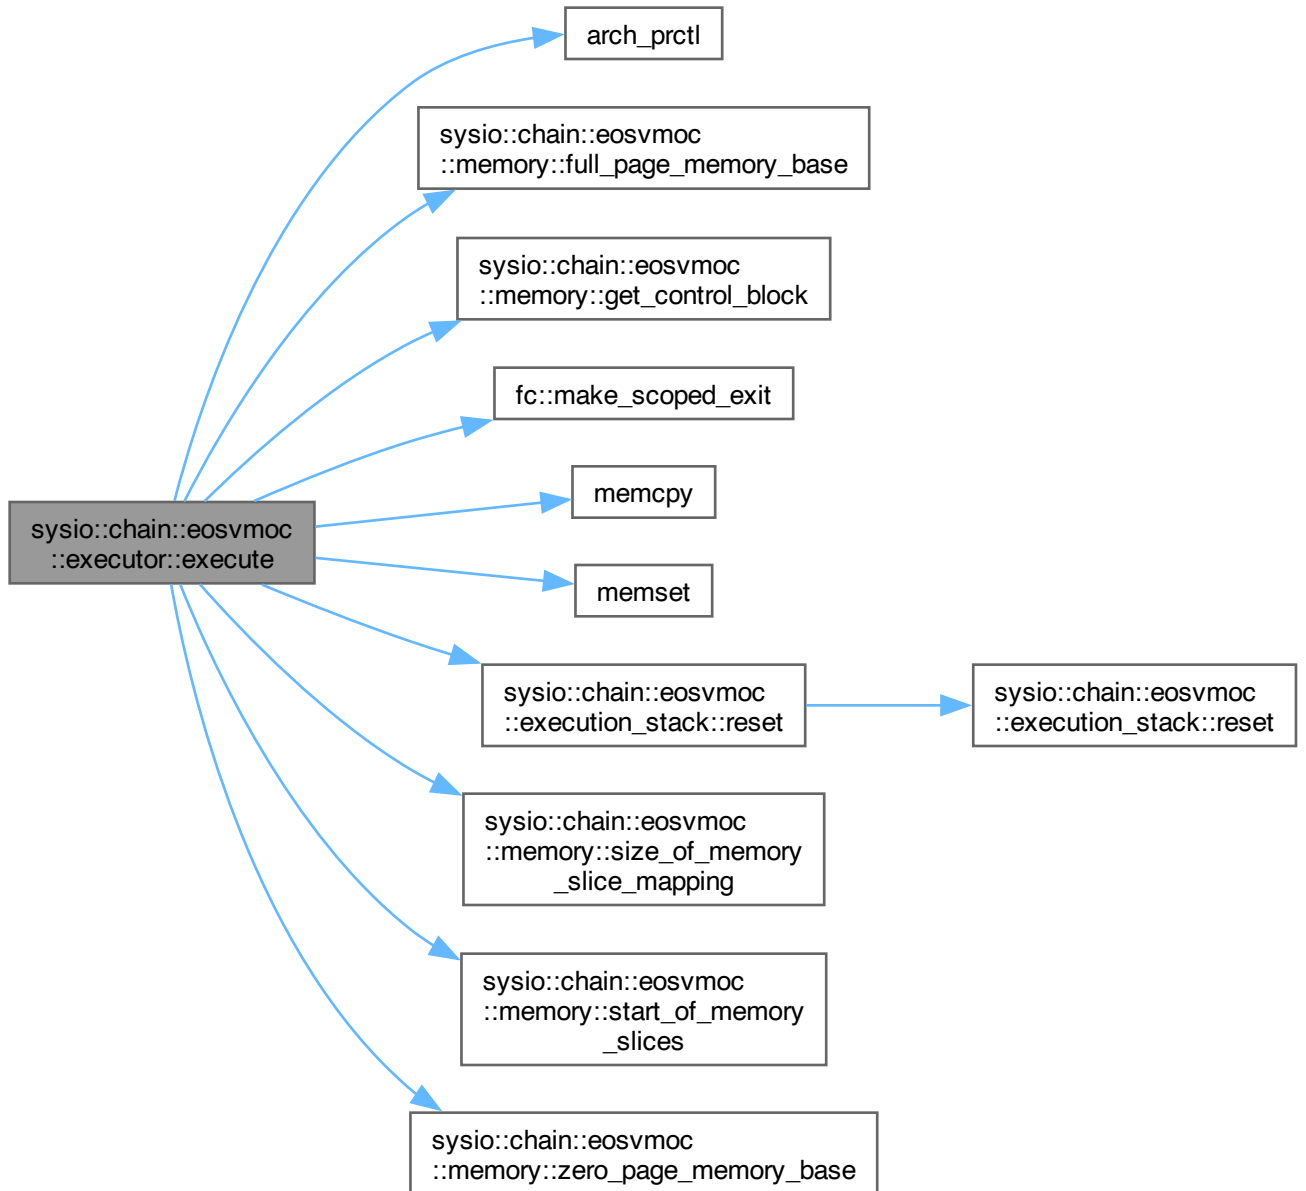 arch_prctl
sysio::chain::eosvmoc
::memory::full_page_memory_base
sysio::chain::eosvmoc
::memory::get_control_block
fc::make_scoped_exit
memcpy
sysio::chain::eosvmoc
::executor::execute
memset
sysio::chain::eosvmoc
::execution_stack::reset
sysio::chain::eosvmoc
::execution_stack::reset
sysio::chain::eosvmoc
::memory::size_of_memory
_slice_mapping
sysio::chain::eosvmoc
::memory::start_of_memory
_slices
sysio::chain::eosvmoc
::memory::zero_page_memory_base